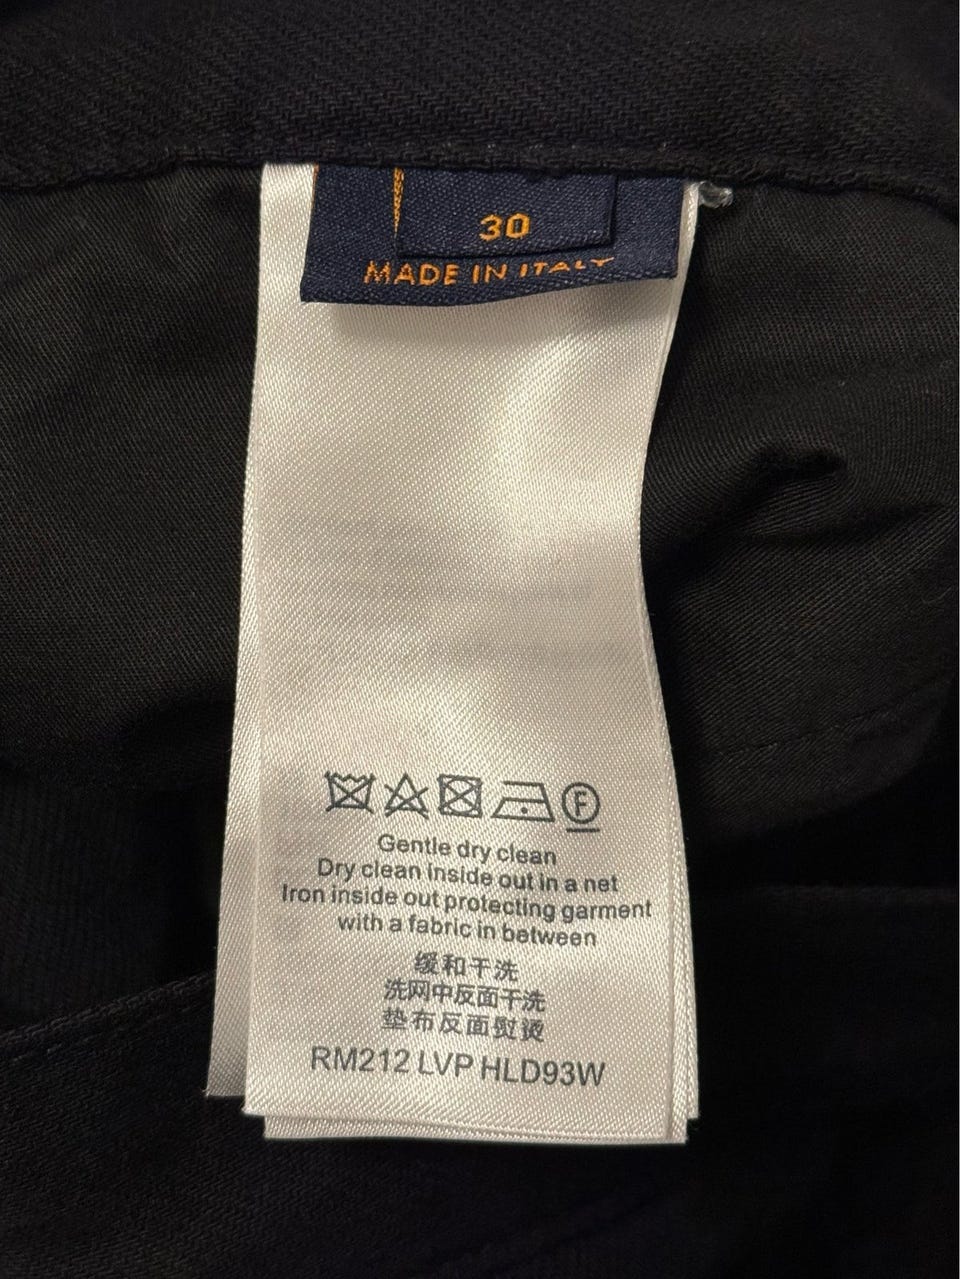 30
MADE IN ITALY
F
Gentle dry clean
Dry clean inside out in a net
Iron inside out protecting garment
with a fabric in between
缓和干洗
洗网中反面干洗
垫布反面熨烫
RM212 LVP HLD93W